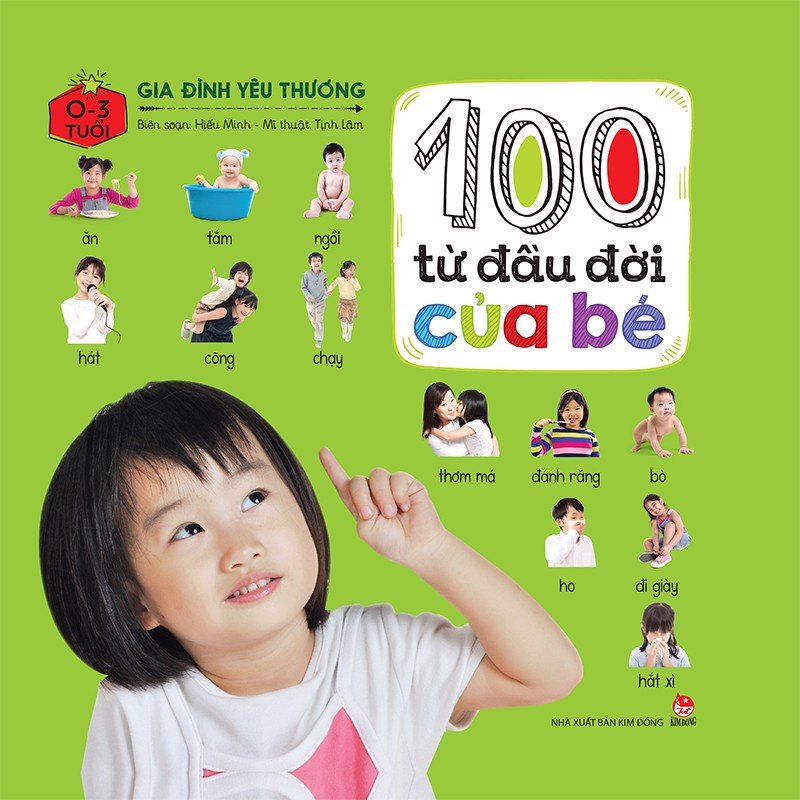 0-3
TUỔI
GIA ĐÌNH YÊU THƯƠNG
Biên soạn: Hiếu Minh - Mĩ thuật: Tịnh Lâm
100
từ đầu đời
của bé
ăn
tắm
ngồi
hát
cõng
chạy
thơm má
đánh răng
bò
ho
đi giày
hắt xì
NHÀ XUẤT BẢN KIM ĐỒNG
KIM ĐỒNG